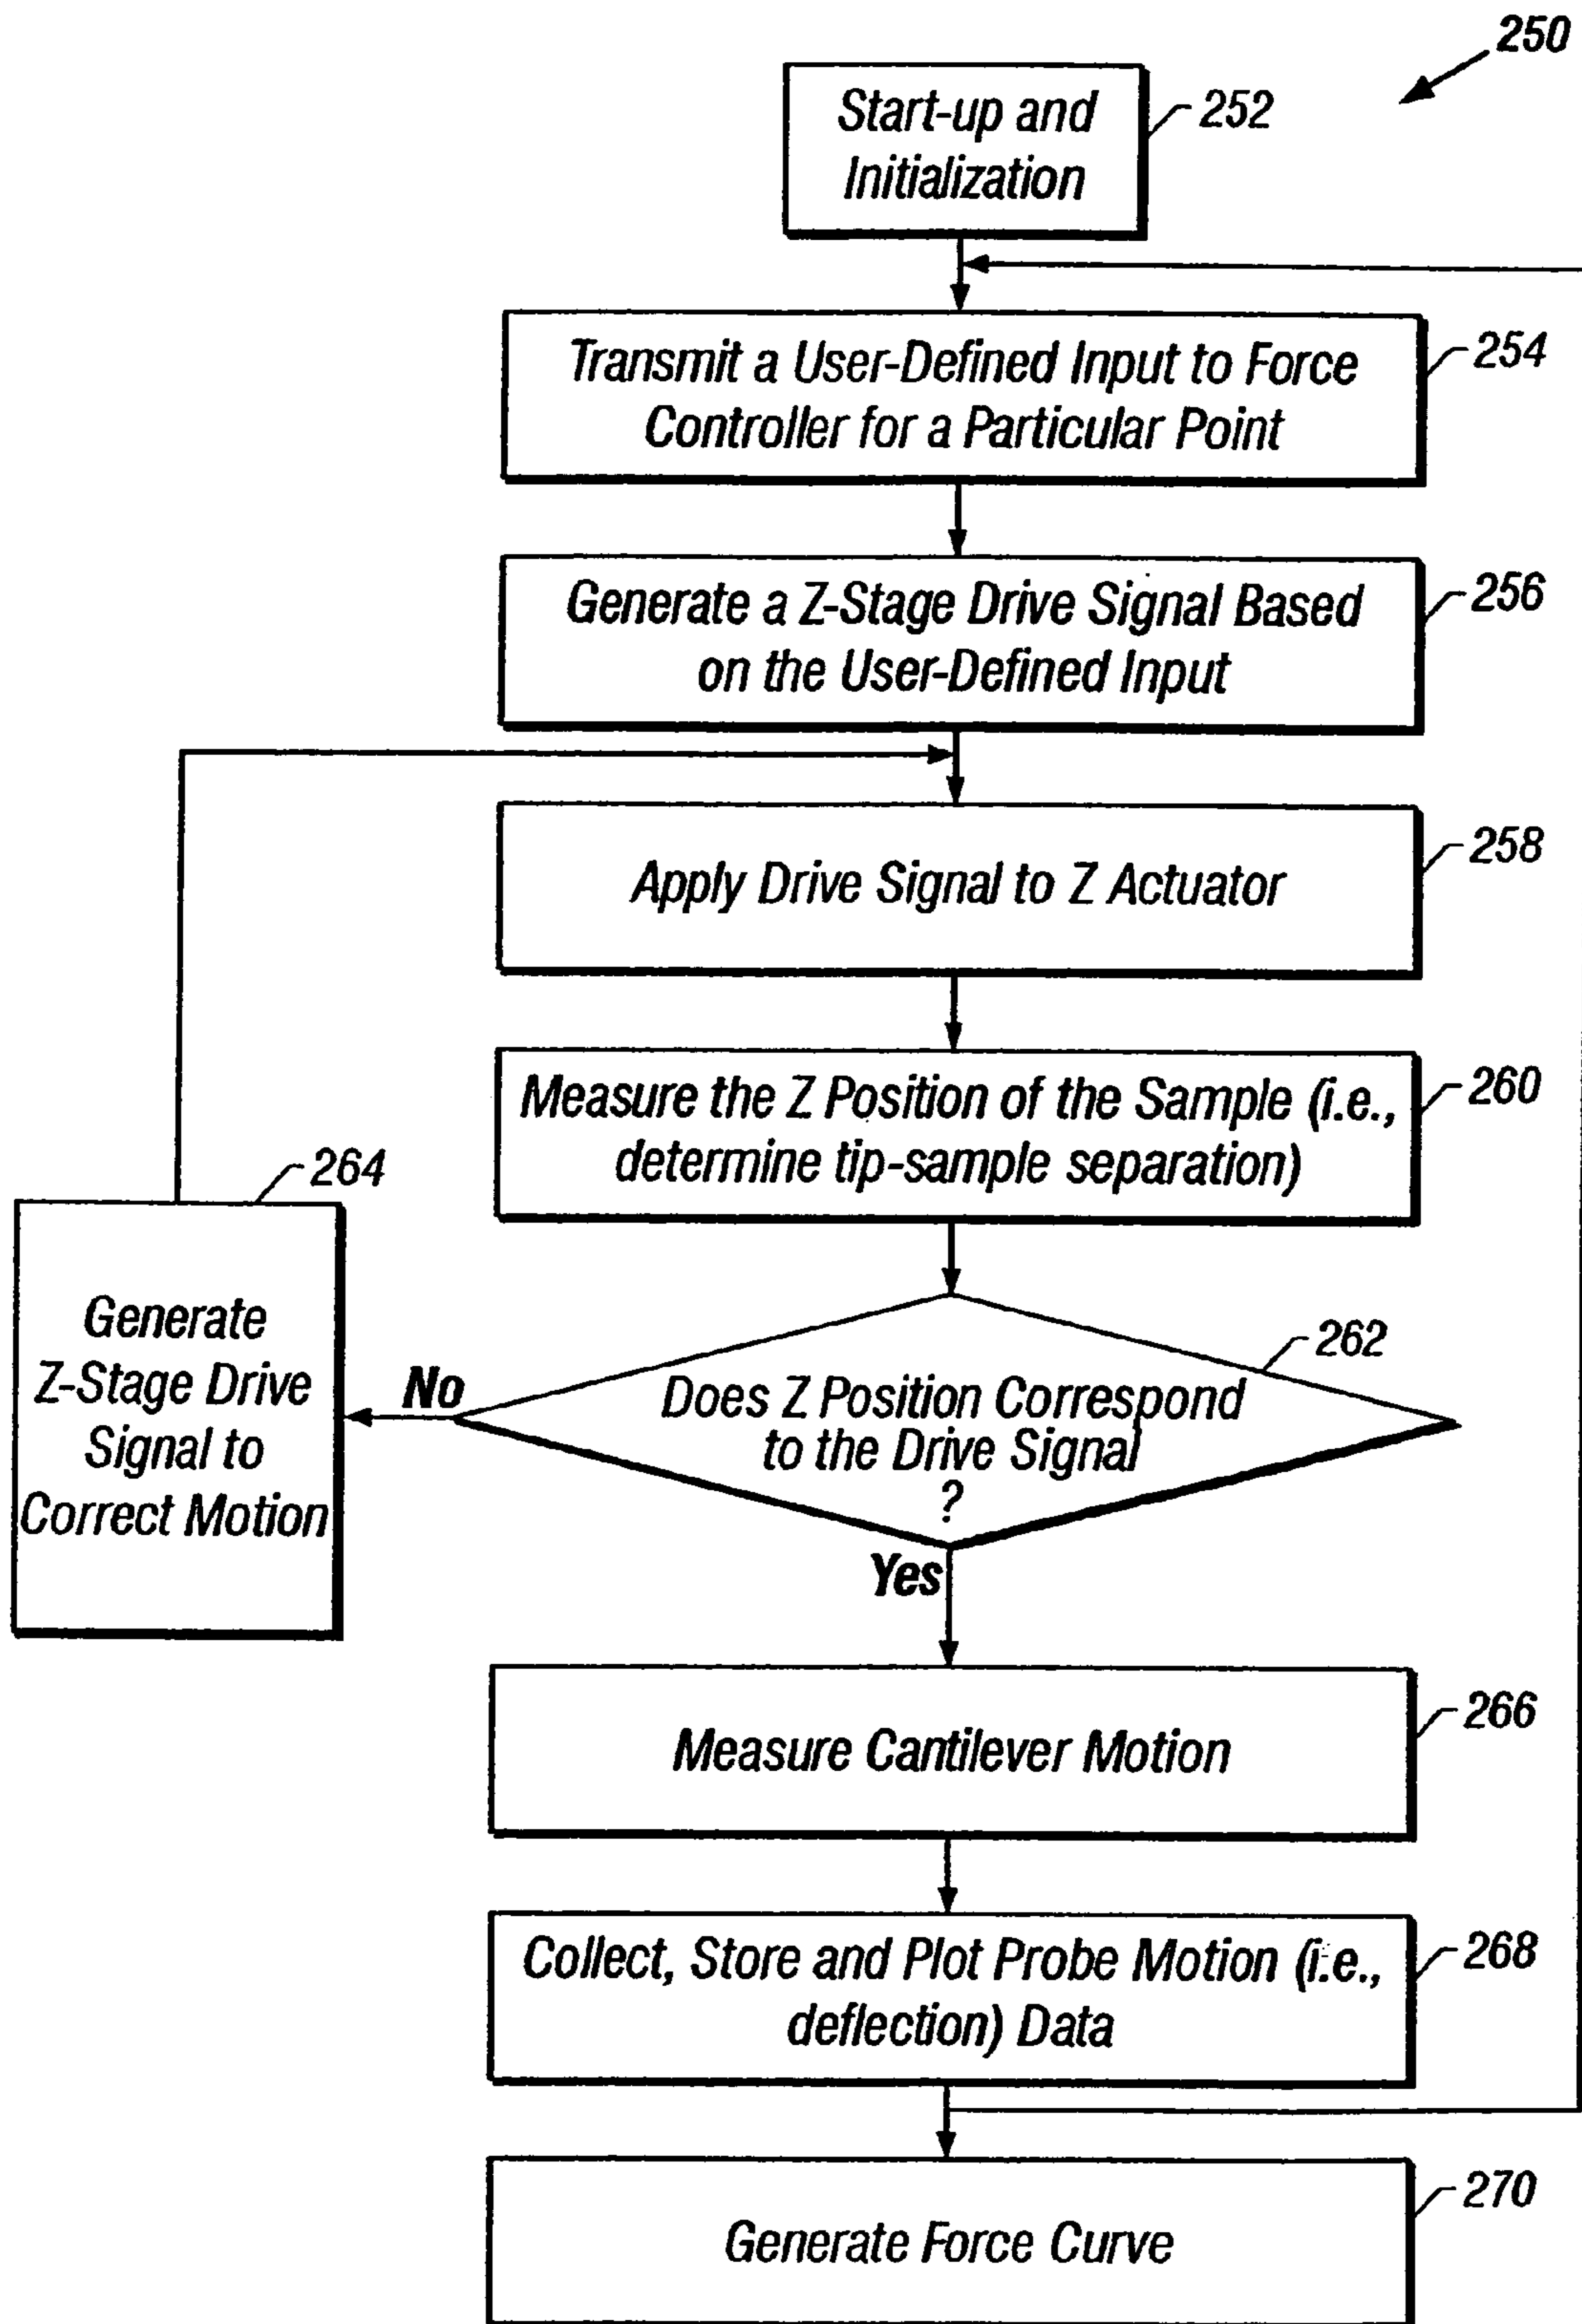 250
Start-up and
Initialization
252
Transmit a User-Defined Input to Force
Controller for a Particular Point
254
Generate a Z-Stage Drive Signal Based
on the User-Defined Input
256
Apply Drive Signal to Z Actuator
258
Measure the Z Position of the Sample (i.e.,
determine tip-sample separation)
260
264
Generate
Z-Stage Drive
Signal to
Correct Motion
No
262
Does Z Position Correspond
to the Drive Signal
?
Yes
Measure Cantilever Motion
266
Collect, Store and Plot Probe Motion (i.e.,
deflection) Data
268
Generate Force Curve
270